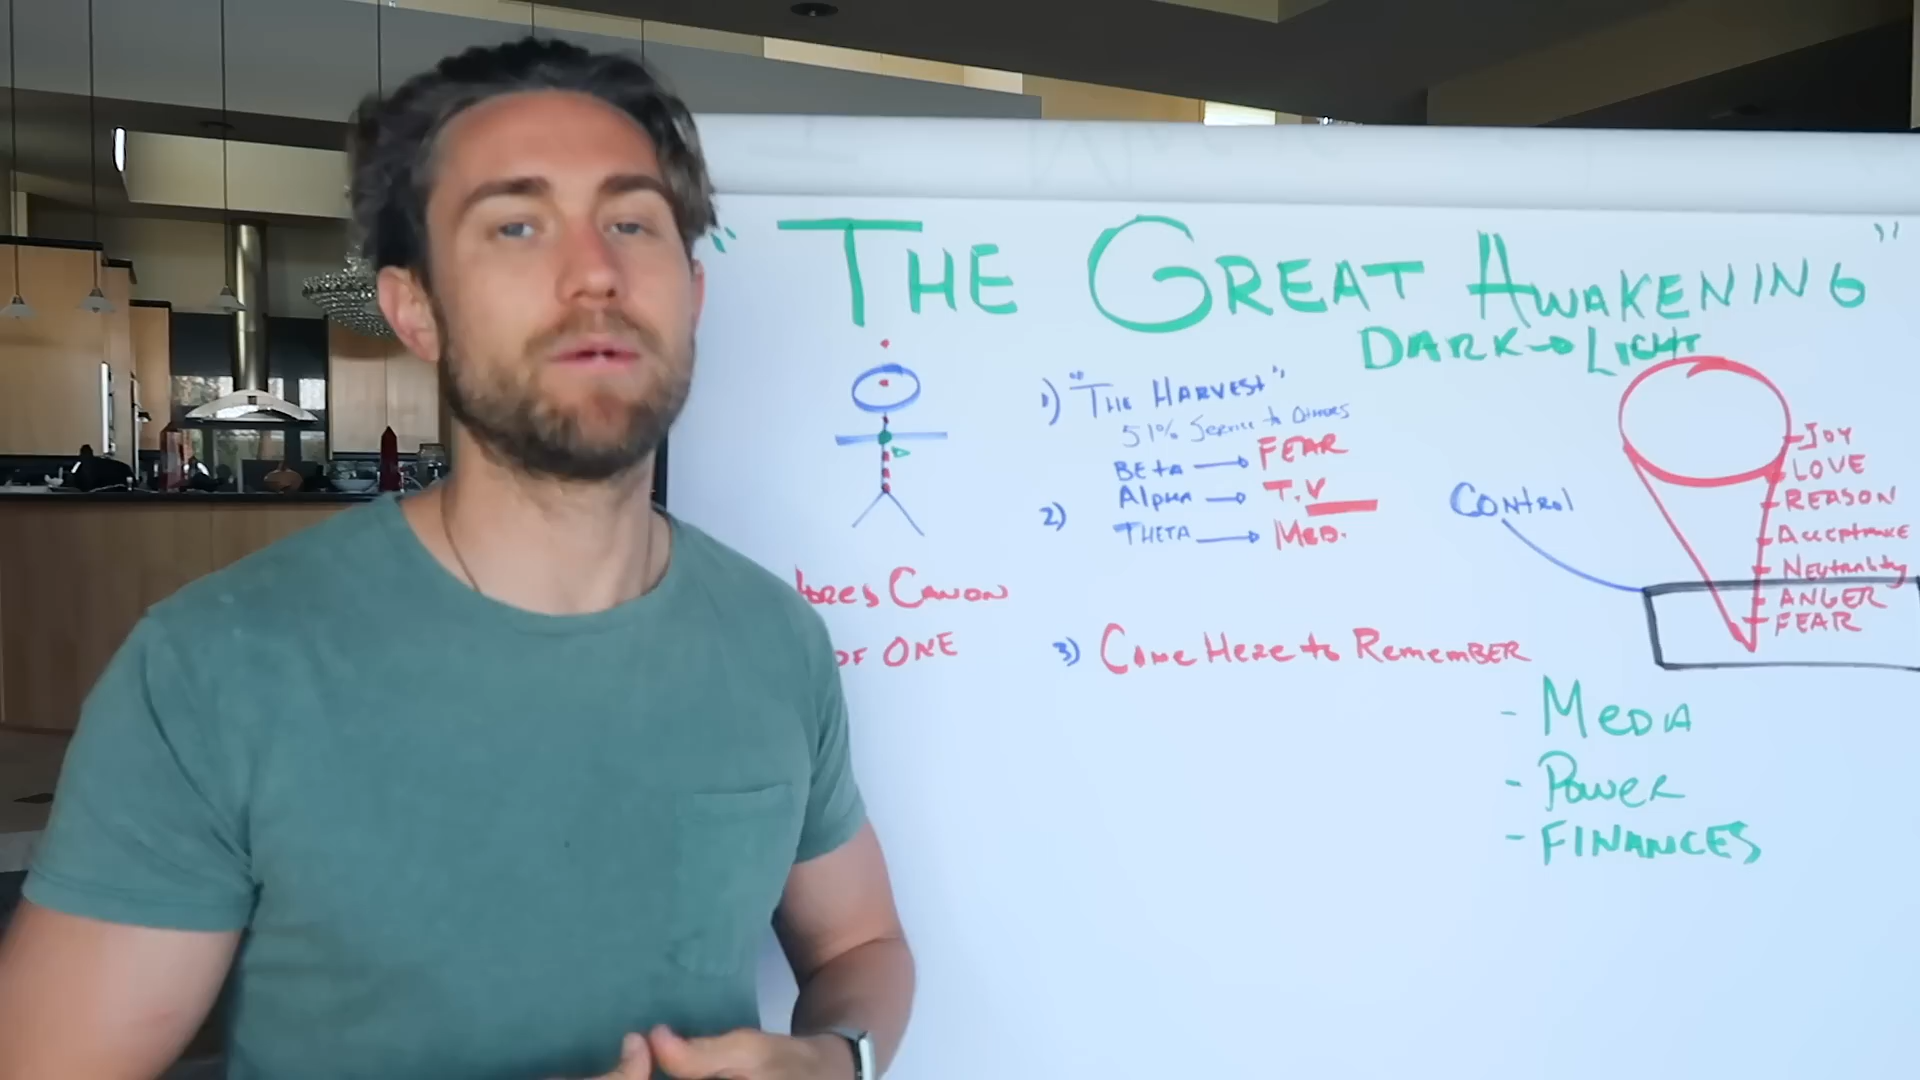 "THE GREAT AWAKENING"
DARK → LIGHT
1) "THE HARVEST"
51% Service to Others
BETA → FEAR
2) Alpha → T.V
THETA → MED.
CANON
OF ONE
3) Come Here to Remember
Control
JOY
LOVE
REASON
Acceptance
Neutrality
ANGER
FEAR
- MEDIA
- Power
- FINANCES